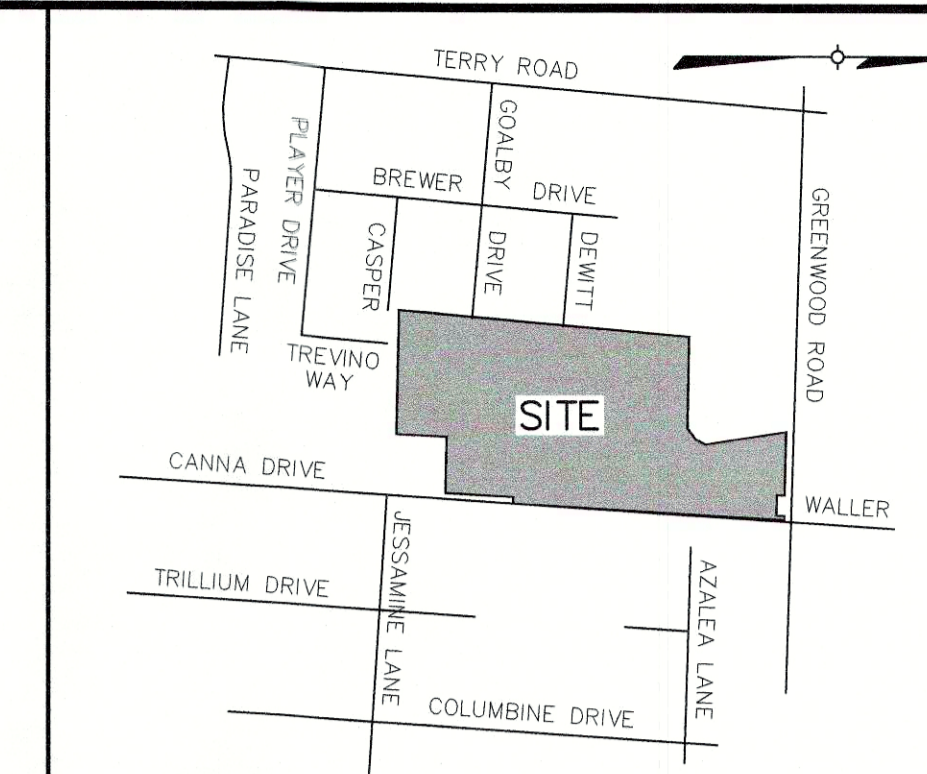 TERRY ROAD
GOALBY
PLAYER DRIVE
BREWER
DRIVE
PARADISE LANE
CASPER
DRIVE
DEWITT
GREENWOOD ROAD
TREVINO
WAY
SITE
CANNA DRIVE
WALLER
JESSAMINE LANE
TRILLIUM DRIVE
AZALEA LANE
COLUMBINE DRIVE